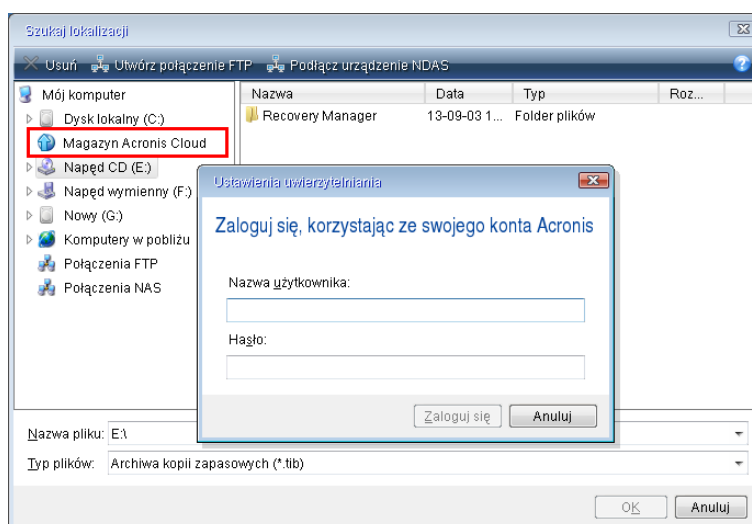 Szukaj lokalizacji
Usuń Utwórz połączenie FTP Podłącz urządzenie NDAS
Mój komputer
Dysk lokalny (C:)
Magazyn Acronis Cloud
Napęd CD (E:)
Napęd wymienny (F:)
Nowy (G:)
Komputery w pobliżu
Połączenia FTP
Połączenia NAS
Nazwa Data Typ Roz...
Recovery Manager 13-09-03 1... Folder plików
Ustawienia uwierzytelniania
Zaloguj się, korzystając ze swojego konta Acronis
Nazwa użytkownika:
Hasło:
Zaloguj się Anuluj
Nazwa pliku: E:\
Typ plików: Archiwa kopii zapasowych (*.tib)
OK Anuluj